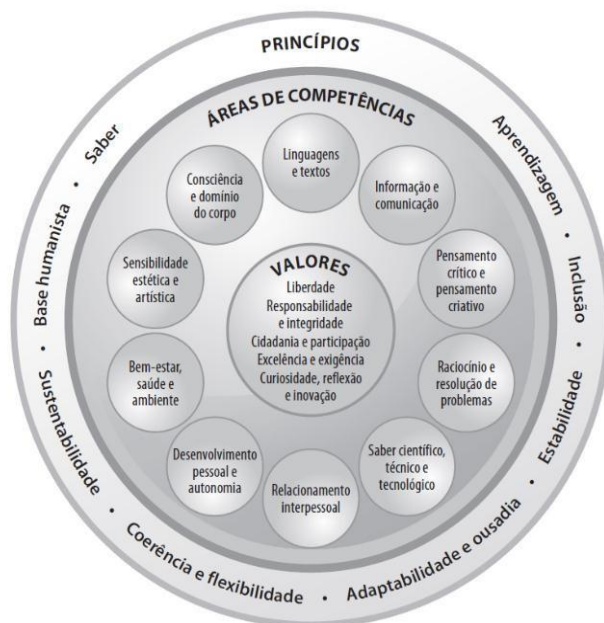 PRINCÍPIOS
Aprendizagem • Inclusão • Estabilidade • Adaptabilidade e ousadia • Coerência e flexibilidade • Sustentabilidade • Base humanista • Saber
ÁREAS DE COMPETÊNCIAS
Linguagens
e textos
Informação e
comunicação
Pensamento
crítico e
pensamento
criativo
Raciocínio e
resolução de
problemas
Saber científico,
técnico e
tecnológico
Relacionamento
interpessoal
Desenvolvimento
pessoal e
autonomia
Bem-estar,
saúde e
ambiente
Sensibilidade
estética e
artística
Consciência
e domínio
do corpo
VALORES
Liberdade
Responsabilidade
e integridade
Cidadania e participação
Excelência e exigência
Curiosidade, reflexão
e inovação